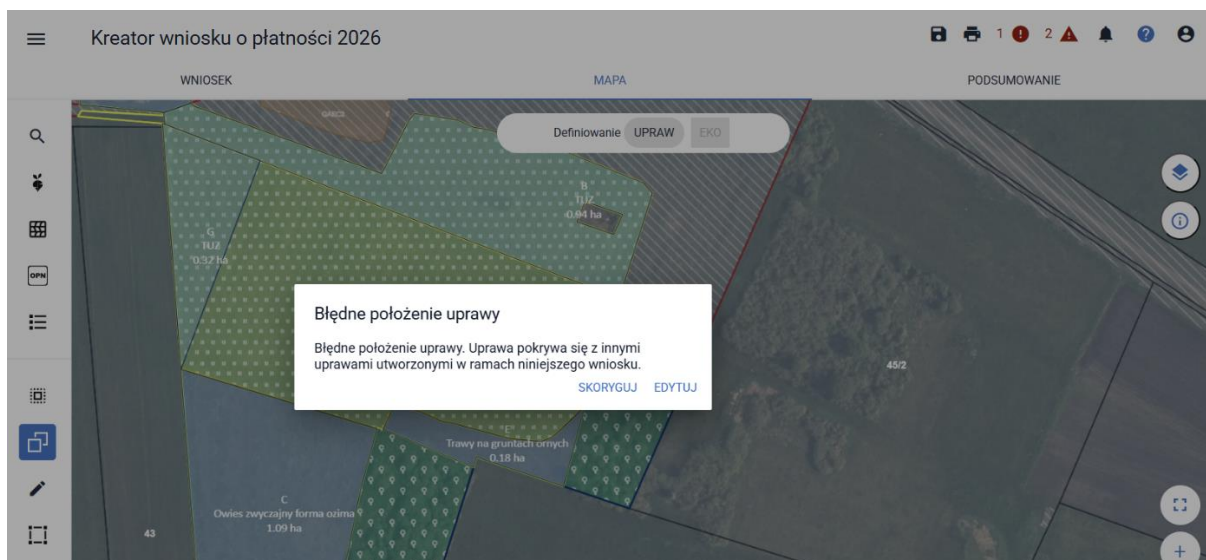 Kreator wniosku o płatności 2026
1
2
WNIOSEK
MAPA
PODSUMOWANIE
Definiowanie
UPRAW
EKO
OPN
B
TUZ
0.94 ha
G
TUZ
0.32 ha
Błędne położenie uprawy
Błędne położenie uprawy. Uprawa pokrywa się z innymi
uprawami utworzonymi w ramach niniejszego wniosku.
SKORYGUJ
EDYTUJ
45/2
E
Trawy na gruntach ornych
0.18 ha
C
Owies zwyczajny forma ozima
1.09 ha
43